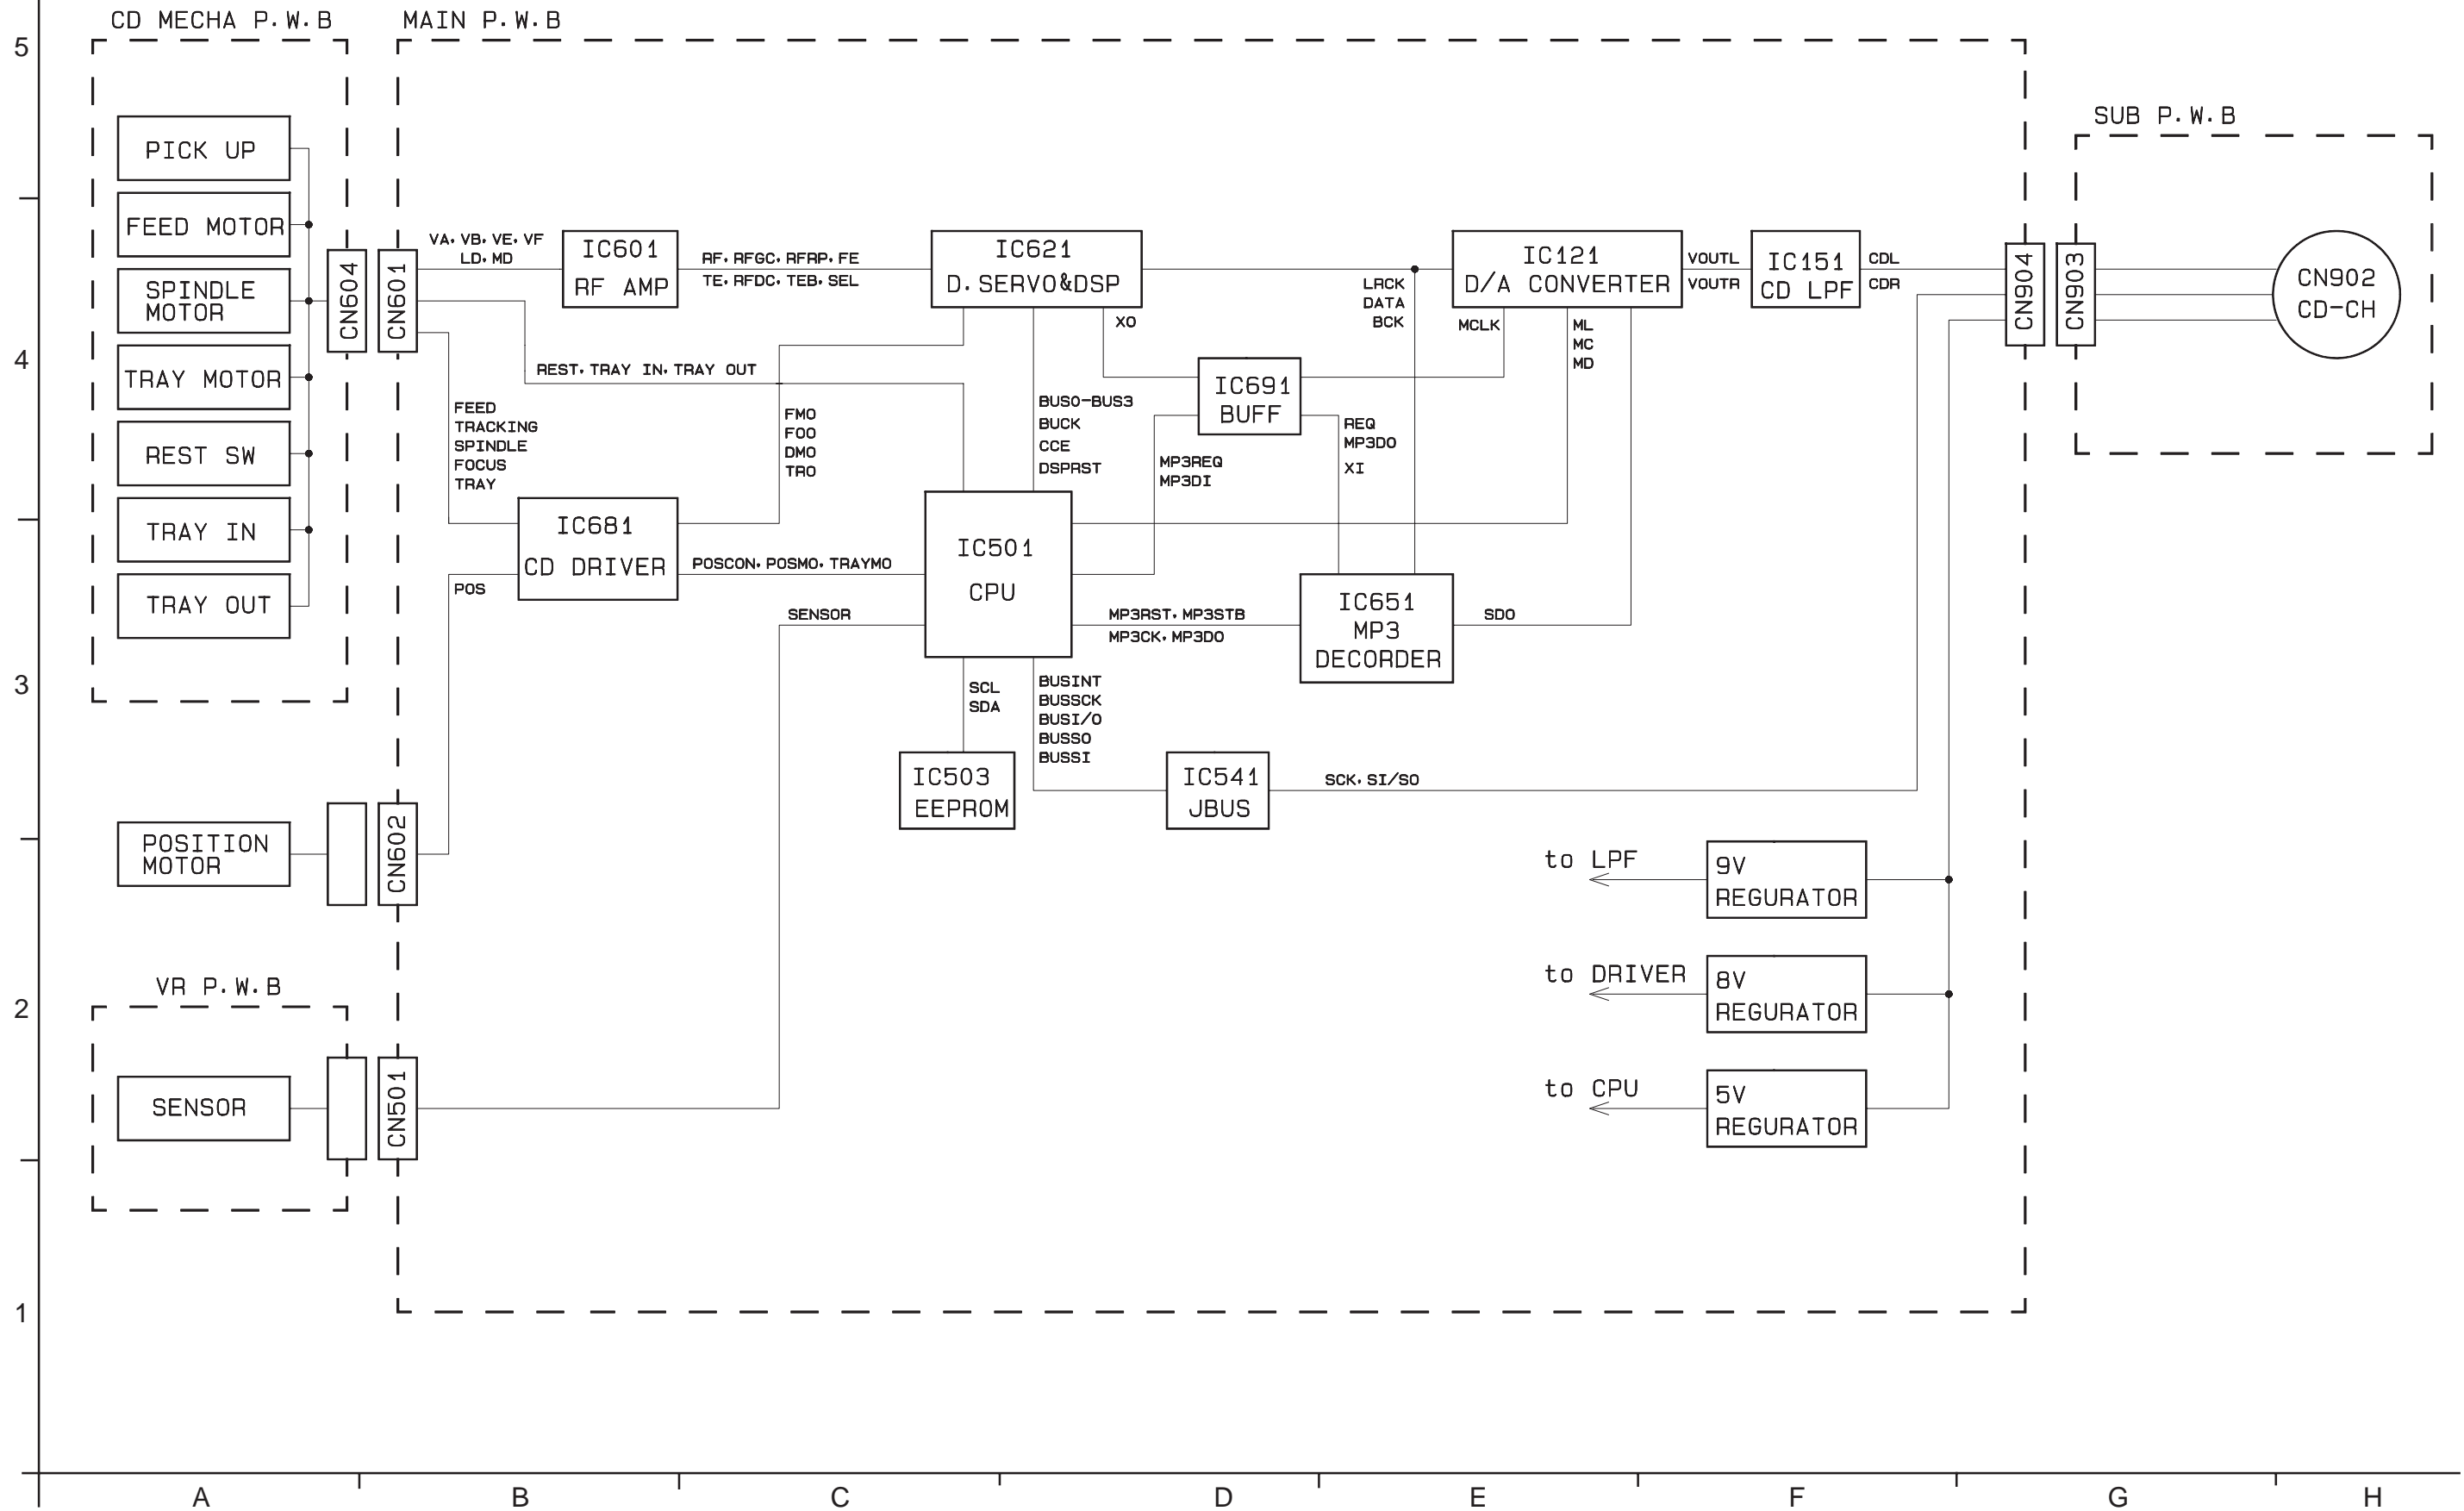 CD MECHA P.W.B
MAIN P.W.B
5
SUB P.W.B
PICK UP
FEED MOTOR
SPINDLE
MOTOR
TRAY MOTOR
REST SW
TRAY IN
TRAY OUT
CN604
CN601
VA, VB, VE, VF
LD, MD
IC601
RF AMP
RF, RFGC, RFRP, FE
TE, RFDC, TEB, SEL
IC621
D.SERVO&DSP
LRCK
DATA
BCK
IC121
D/A CONVERTER
VOUTL
VOUTR
IC151
CD LPF
CDL
CDR
CN904
CN903
CN902
CD-CH
4
XO
MCLK
ML
MC
MD
REST, TRAY IN, TRAY OUT
IC691
BUFF
FEED
TRACKING
SPINDLE
FOCUS
TRAY
FMO
FOO
DMO
TRO
BUS0-BUS3
BUCK
CCE
DSPRST
MP3REQ
MP3DI
REQ
MP3DO
XI
IC681
CD DRIVER
POSCON, POSMO, TRAYMO
IC501
CPU
POS
SENSOR
MP3RST, MP3STB
MP3CK, MP3DO
IC651
MP3
DECORDER
SDO
3
SCL
SDA
BUSINT
BUSSCK
BUSI/O
BUSSO
BUSSI
IC503
EEPROM
IC541
JBUS
SCK, SI/SO
POSITION
MOTOR
CN602
to LPF
9V
REGURATOR
VR P.W.B
2
to DRIVER
8V
REGURATOR
SENSOR
CN501
to CPU
5V
REGURATOR
1
A
B
C
D
E
F
G
H